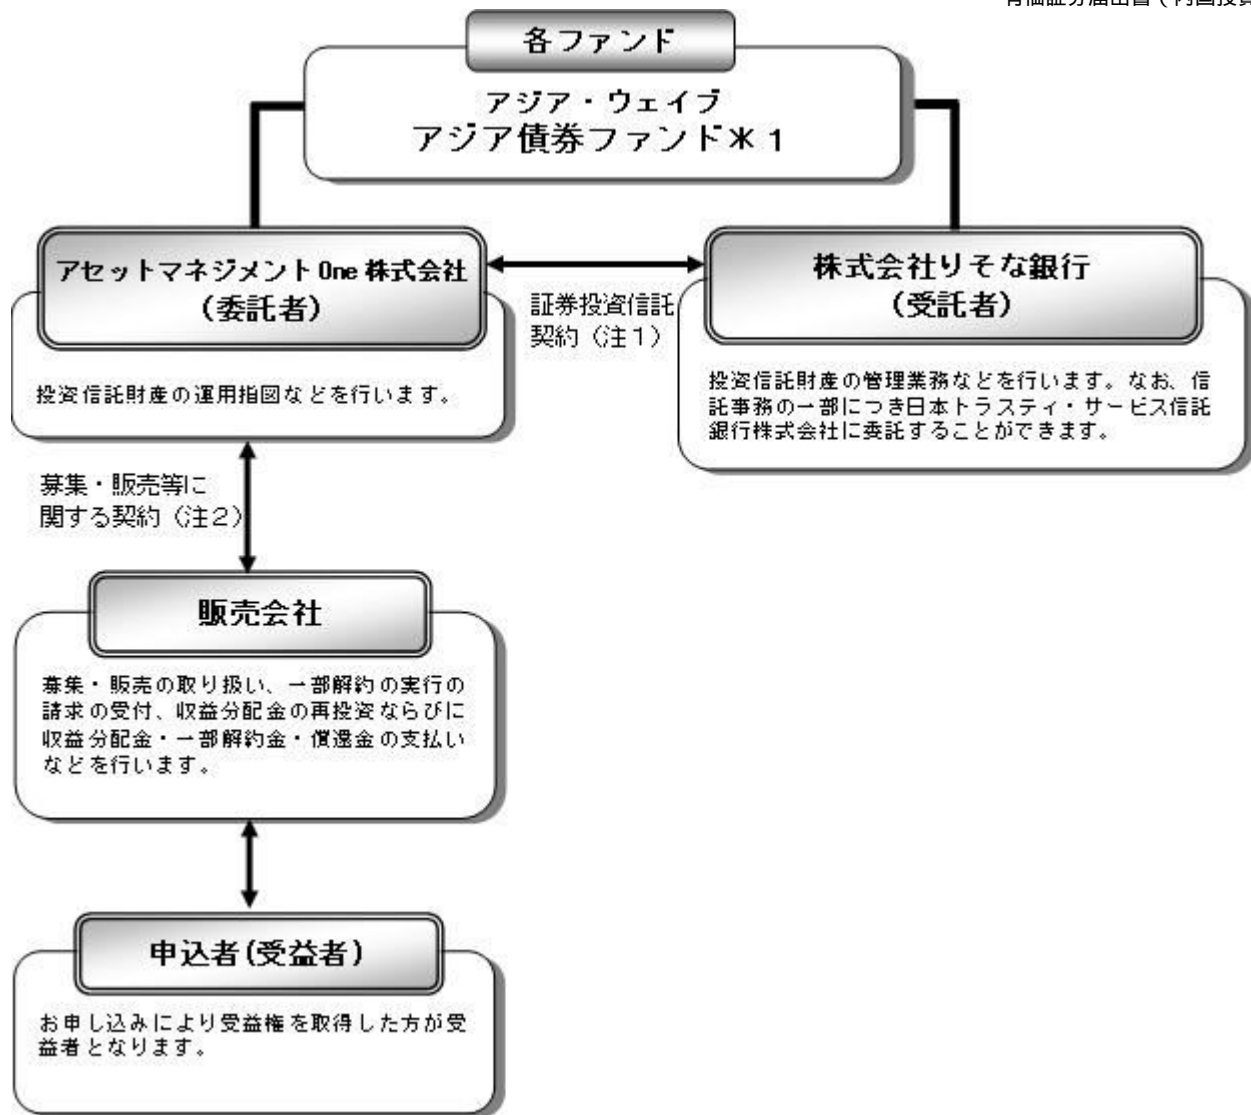 有価証券届出書（内国投資
各ファンド
アジア・ウェイブ
アジア債券ファンド＊１
アセットマネジメント One 株式会社
（委託者）
投資信託財産の運用指図などを行います。
証券投資信託
契約（注１）
株式会社りそな銀行
（受託者）
投資信託財産の管理業務などを行います。なお、信
託事務の一部につき日本トラスティ・サービス信託
銀行株式会社に委託することができます。
募集・販売等に
関する契約（注２）
販売会社
募集・販売の取り扱い、一部解約の実行の
請求の受付、収益分配金の再投資ならびに
収益分配金・一部解約金・償還金の支払い
などを行います。
申込者(受益者)
お申し込みにより受益権を取得した方が受
益者となります。